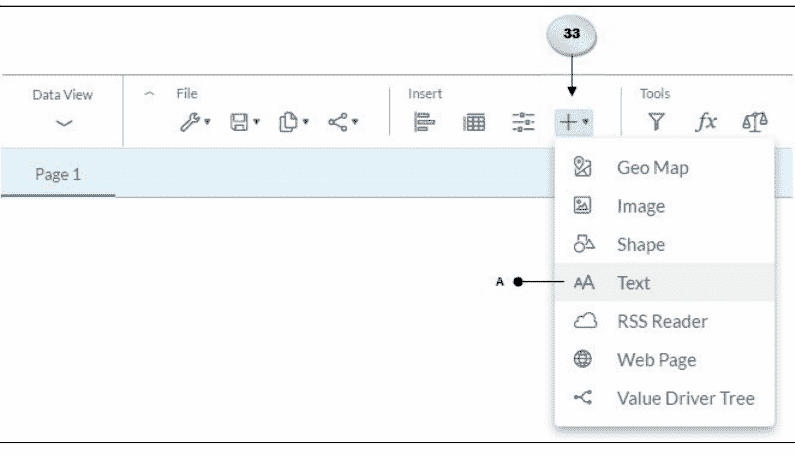 33
Data View
File
Insert
Tools
fx
Page 1
Geo Map
Image
Shape
A
AA Text
RSS Reader
Web Page
Value Driver Tree